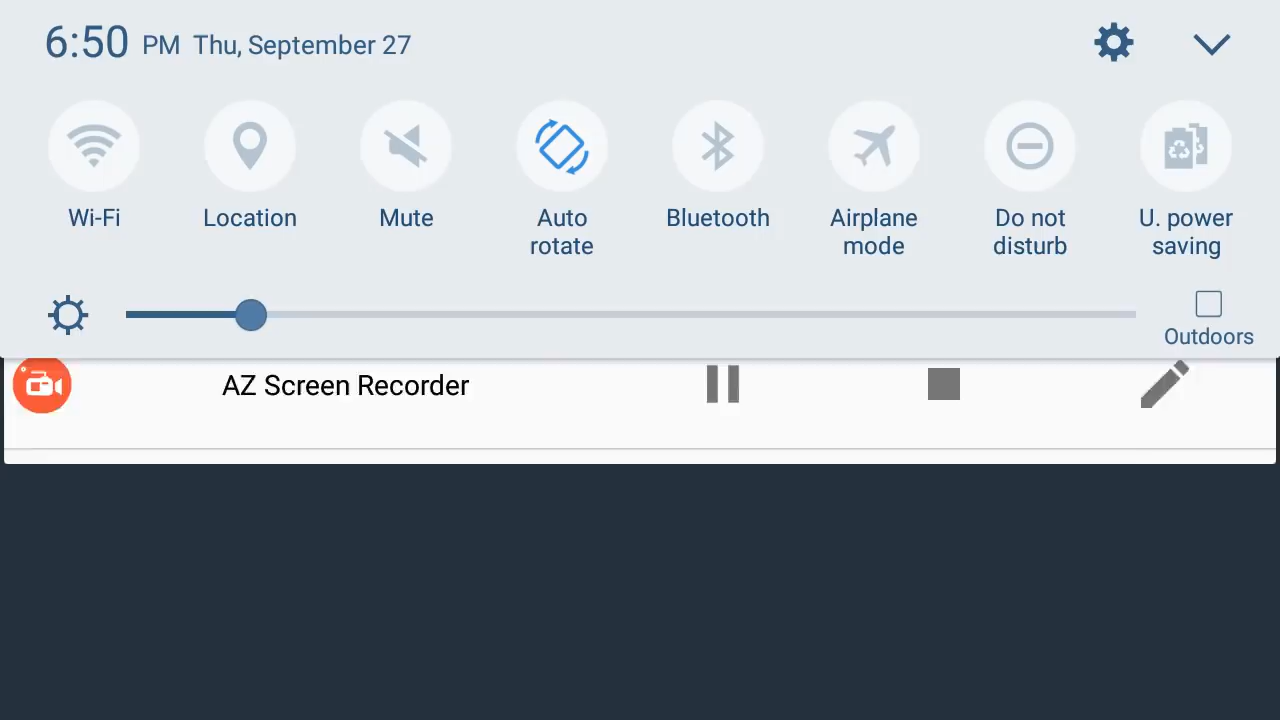 6:50 PM Thu, September 27
Wi-Fi Location Mute Auto rotate Bluetooth Airplane mode Do not disturb U. power saving
Outdoors
AZ Screen Recorder